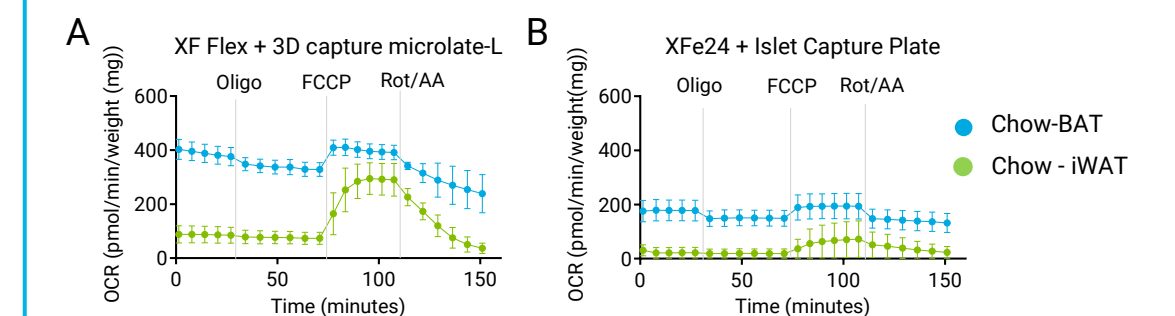 A
XF Flex + 3D capture microlate-L
Oligo
FCCP
Rot/AA
OCR (pmol/min/weight (mg))
600
400
200
0
0
50
100
150
Time (minutes)
B
XFe24 + Islet Capture Plate
Oligo
FCCP
Rot/AA
OCR (pmol/min/weight(mg))
600
400
200
0
0
50
100
150
Time (minutes)
Chow-BAT
Chow - iWAT